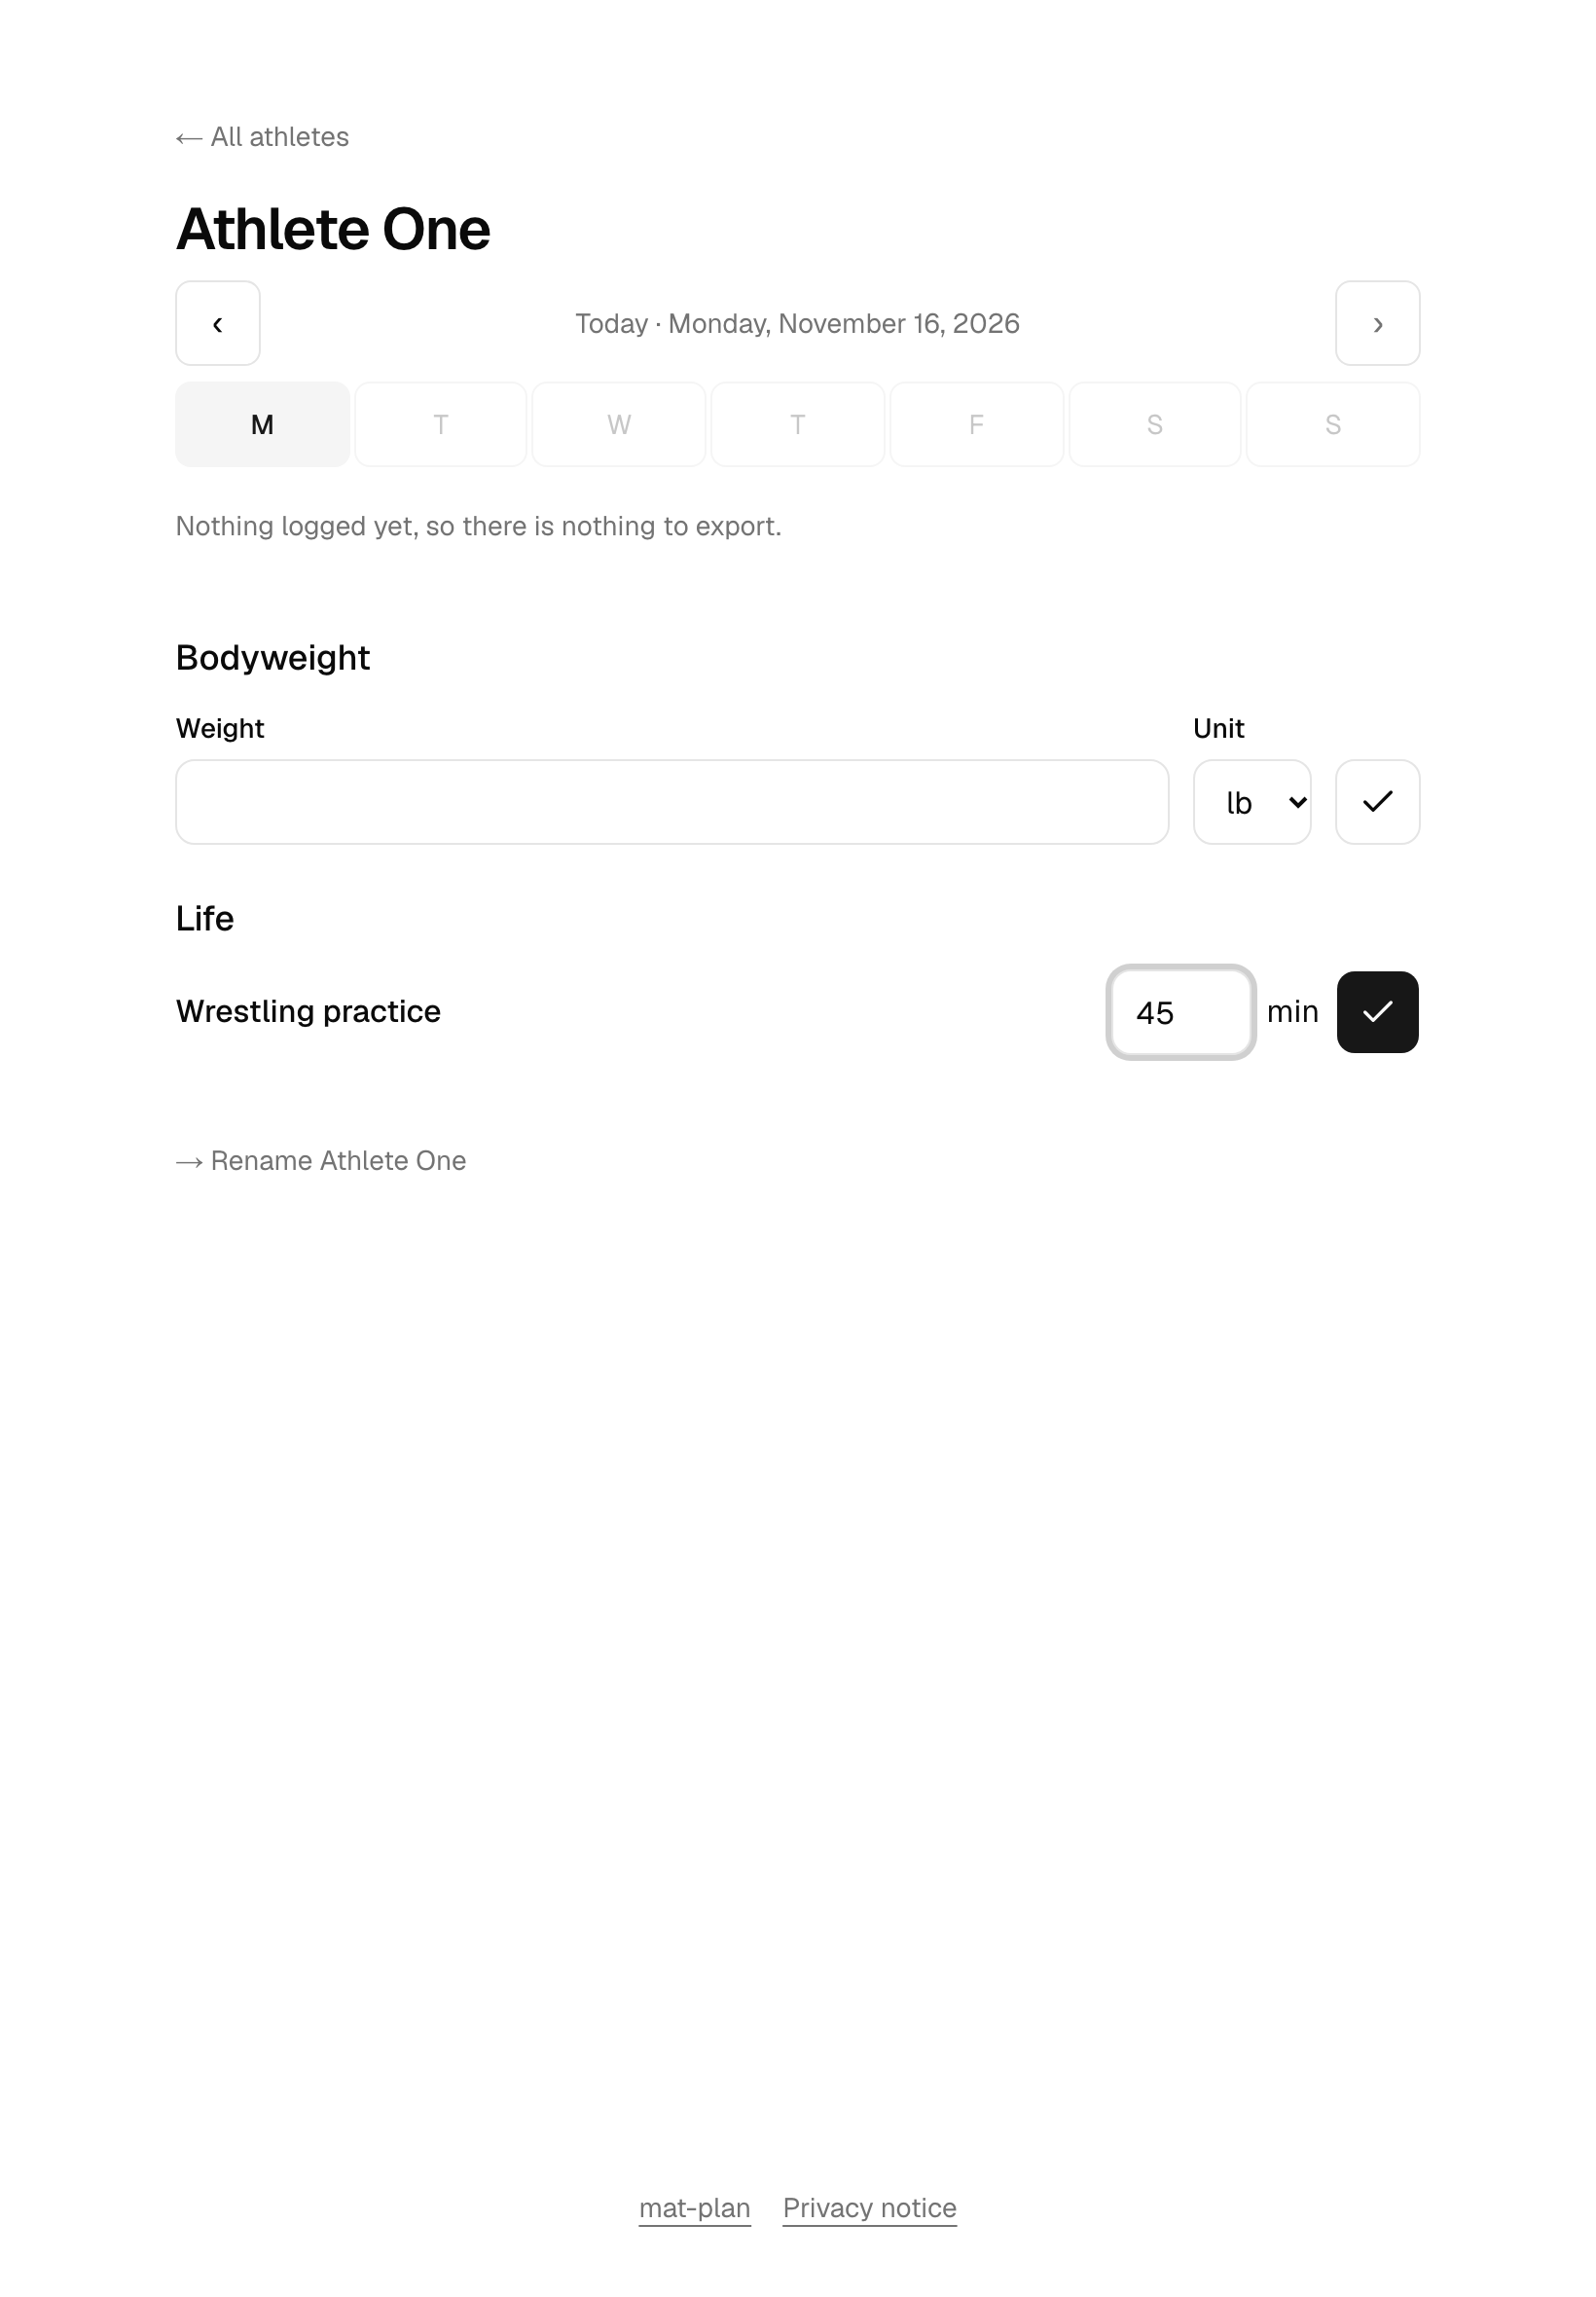 ← All athletes
Athlete One
‹ Today · Monday, November 16, 2026 ›
M T W T F S S
Nothing logged yet, so there is nothing to export.
Bodyweight
Weight Unit
lb
Life
Wrestling practice 45 min
→ Rename Athlete One
mat-plan Privacy notice